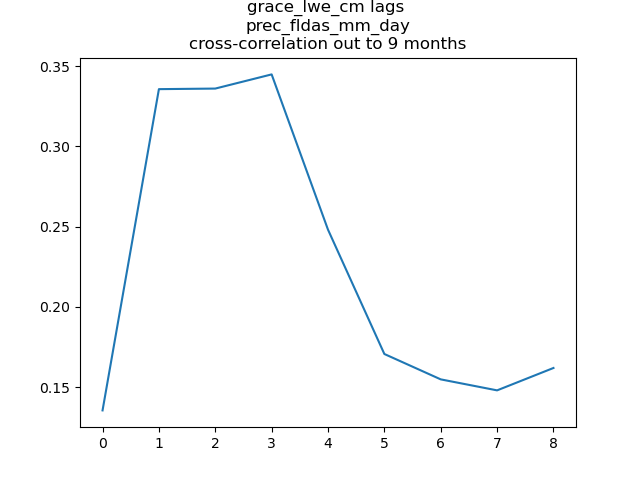 grace_lwe_cm lags
prec_fldas_mm_day
cross-correlation out to 9 months
0.35
0.30
0.25
0.20
0.15
0 1 2 3 4 5 6 7 8